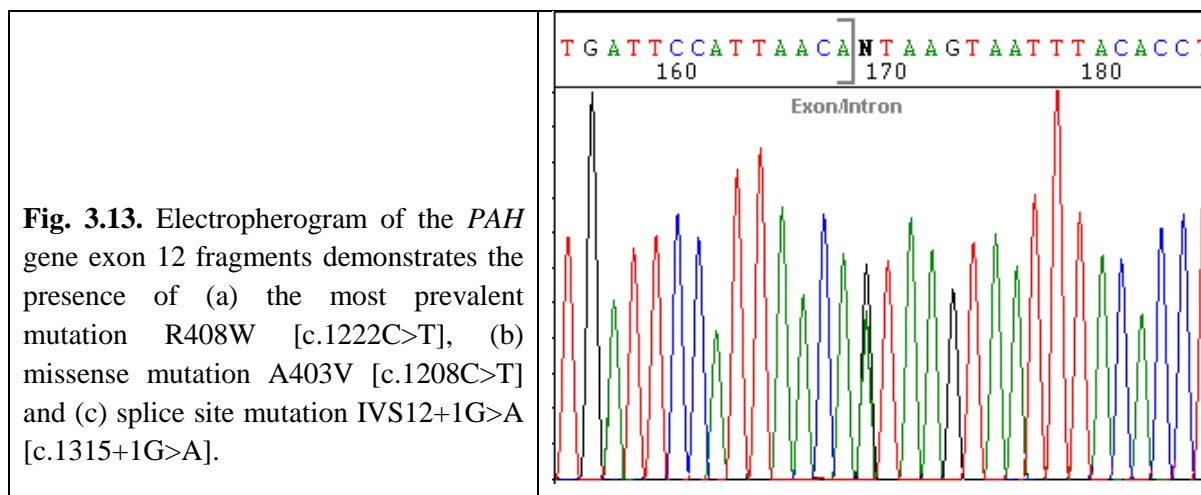 Fig. 3.13. Electropherogram of the PAH
gene exon 12 fragments demonstrates the
presence of (a) the most prevalent
mutation R408W [c.1222C>T], (b)
missense mutation A403V [c.1208C>T]
and (c) splice site mutation IVS12+1G>A
[c.1315+1G>A].
T G A T T C C A T T A A C A N T A A G T A A T T T A C A C C T
160 170 180
Exon/Intron